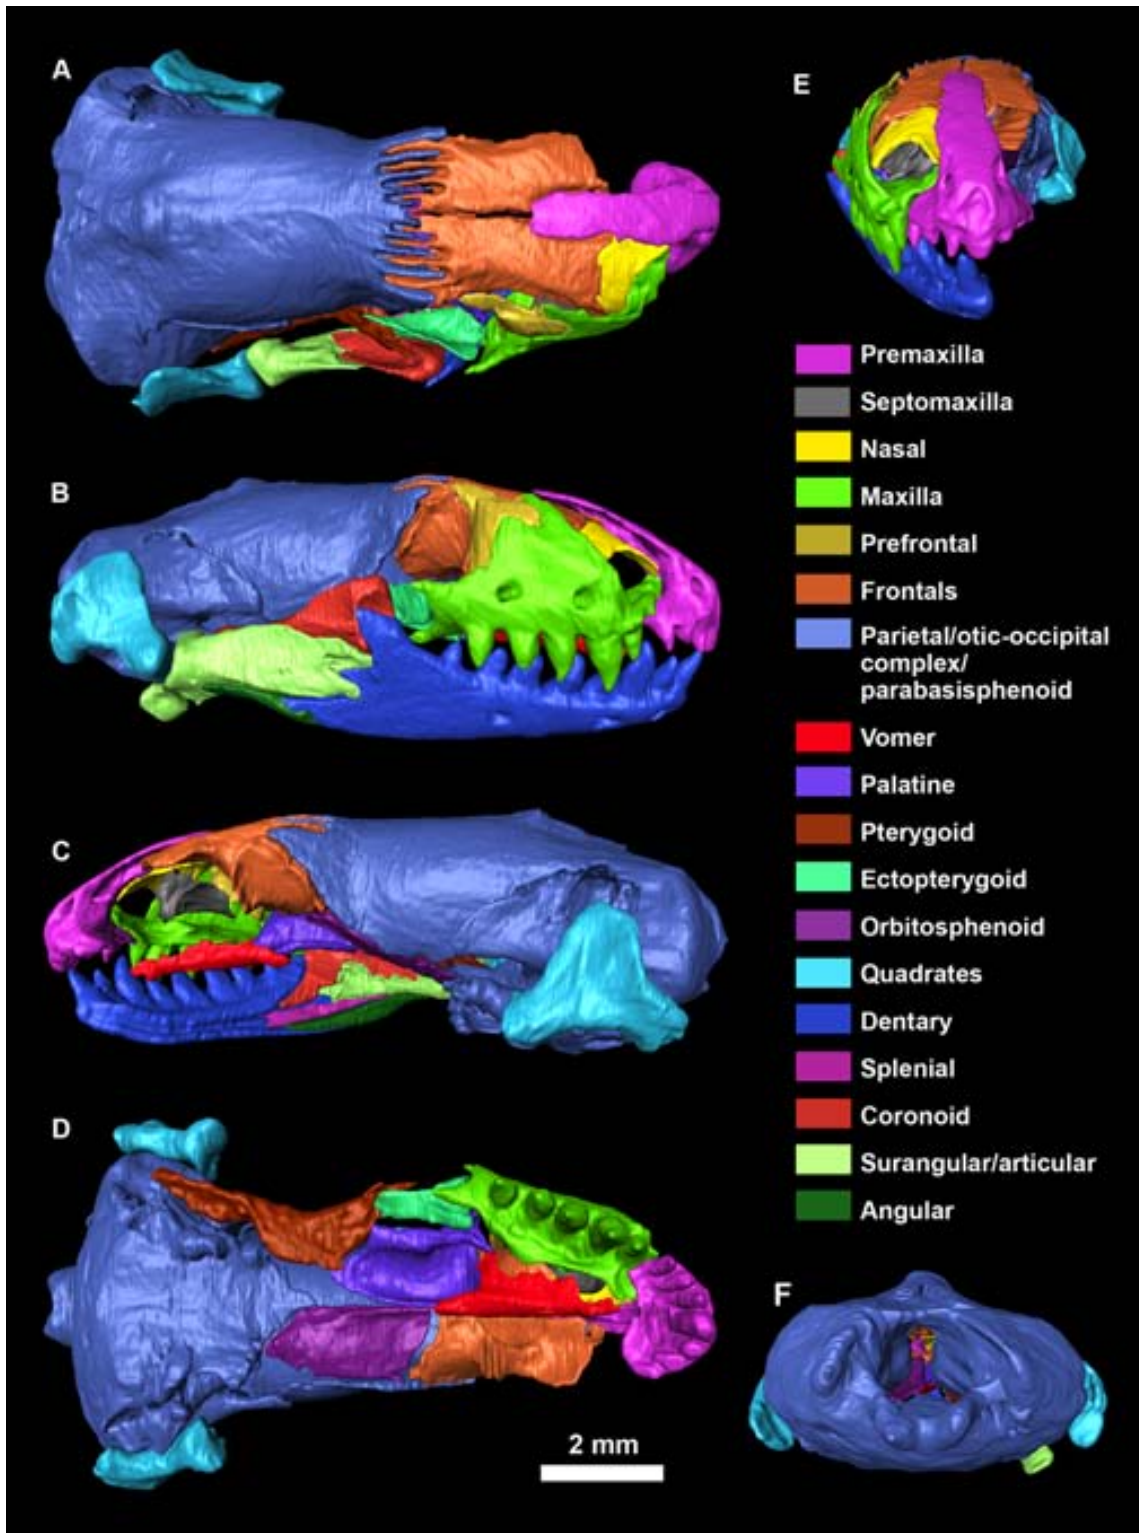 A
E
Premaxilla
Septomaxilla
Nasal
B
Maxilla
Prefrontal
Frontals
Parietal/otic-occipital
complex/
parabasisphenoid
Vomer
Palatine
C
Pterygoid
Ectopterygoid
Orbitosphenoid
Quadrates
Dentary
Splenial
Coronoid
D
Surangular/articular
Angular
F
2 mm